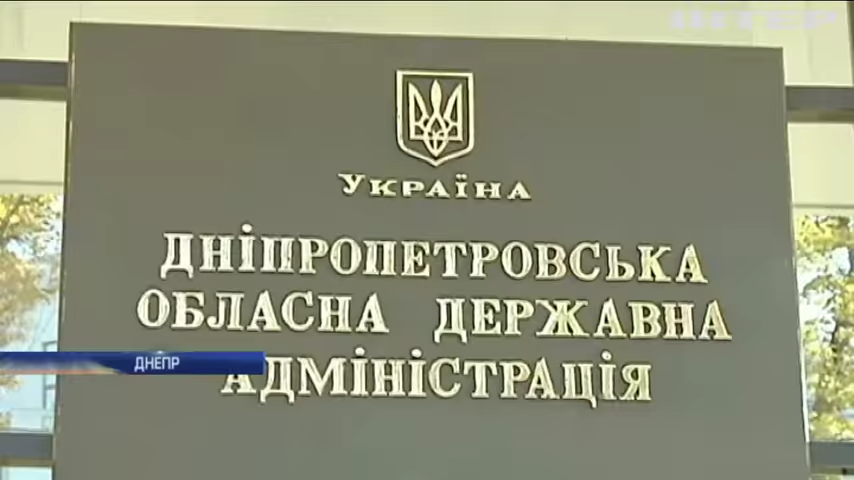 ІНТЕР
УКРАЇНА
ДНІПРОПЕТРОВСЬКА
ОБЛАСНА ДЕРЖАВНА
ДНЕПР
АДМІНІСТРАЦІЯ